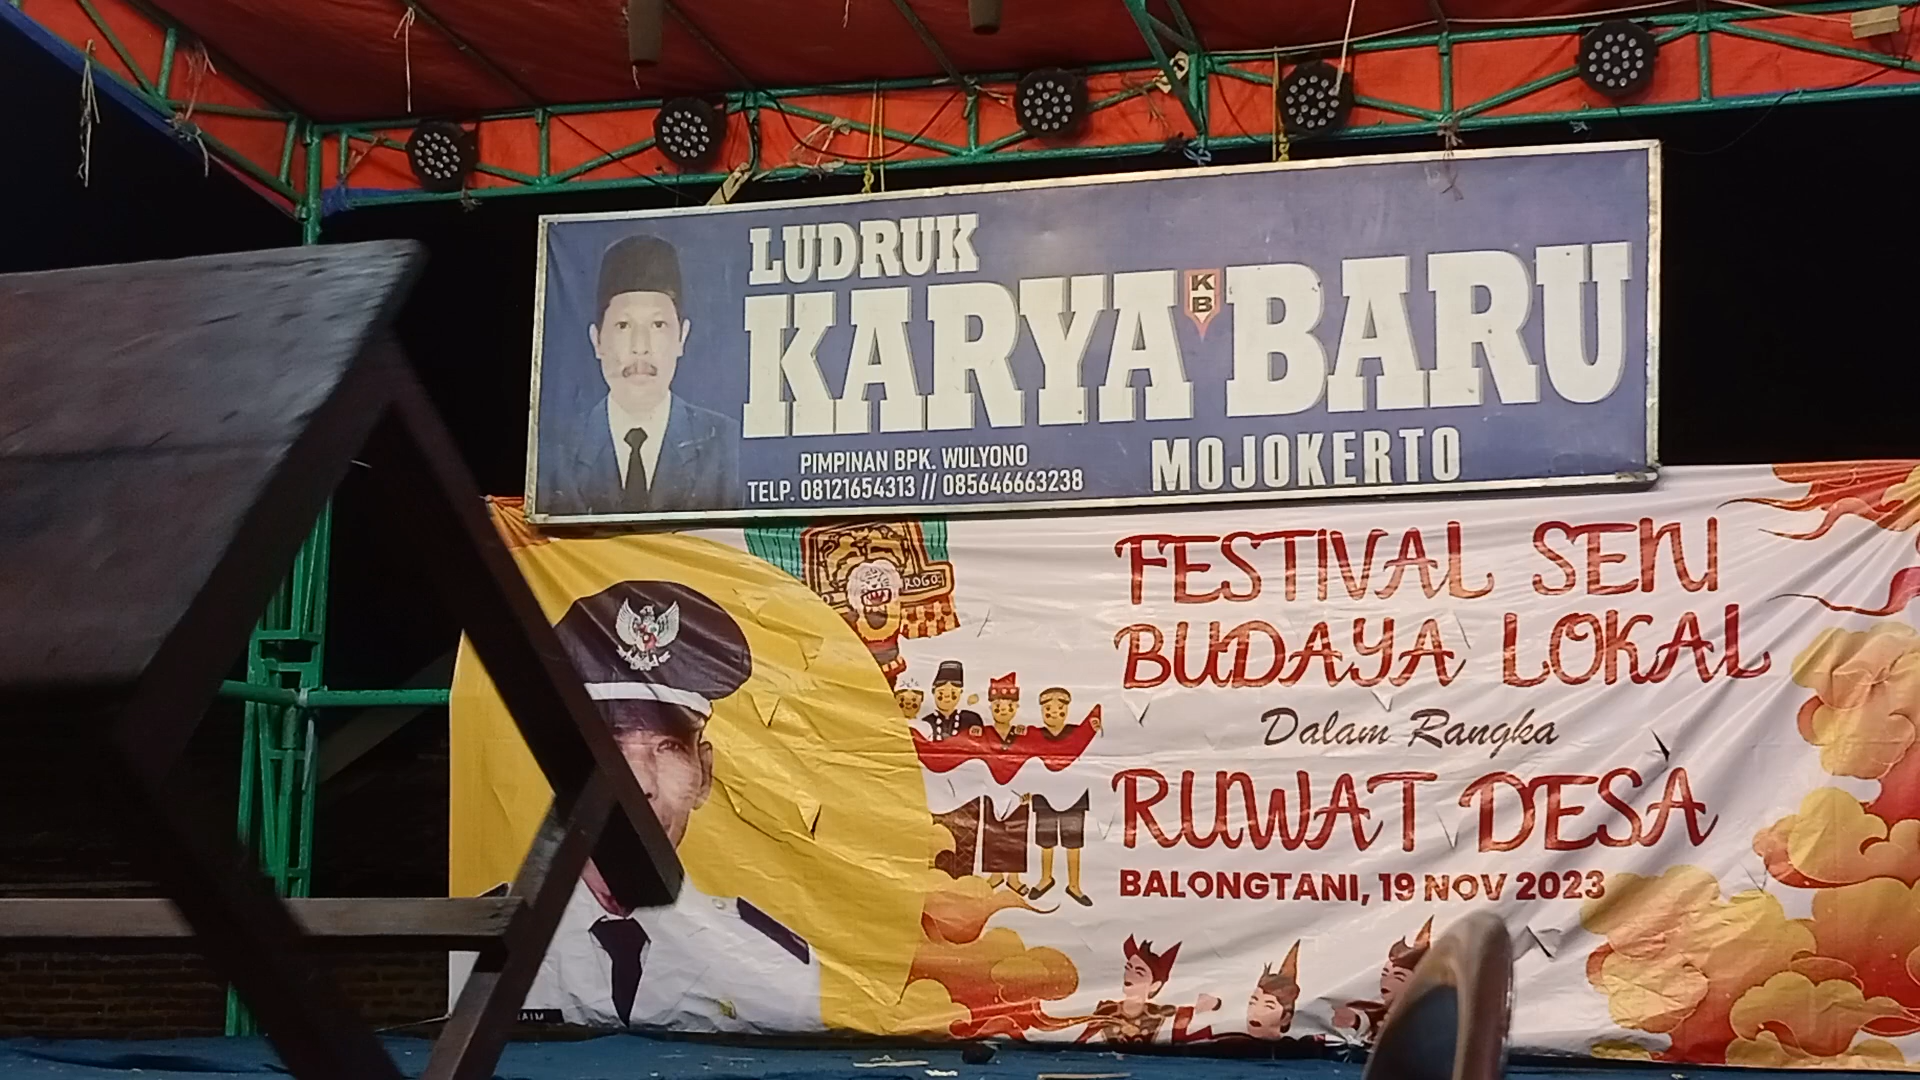 LUDRUK
KARYA BARU
K
B
PIMPINAN BPK. WULYONO
TELP. 08121654313 // 085646663238
MOJOKERTO
ROGO
FESTIVAL SENI
BUDAYA LOKAL
Dalam Rangka
RUWAT DESA
BALONGTANI, 19 NOV 2023